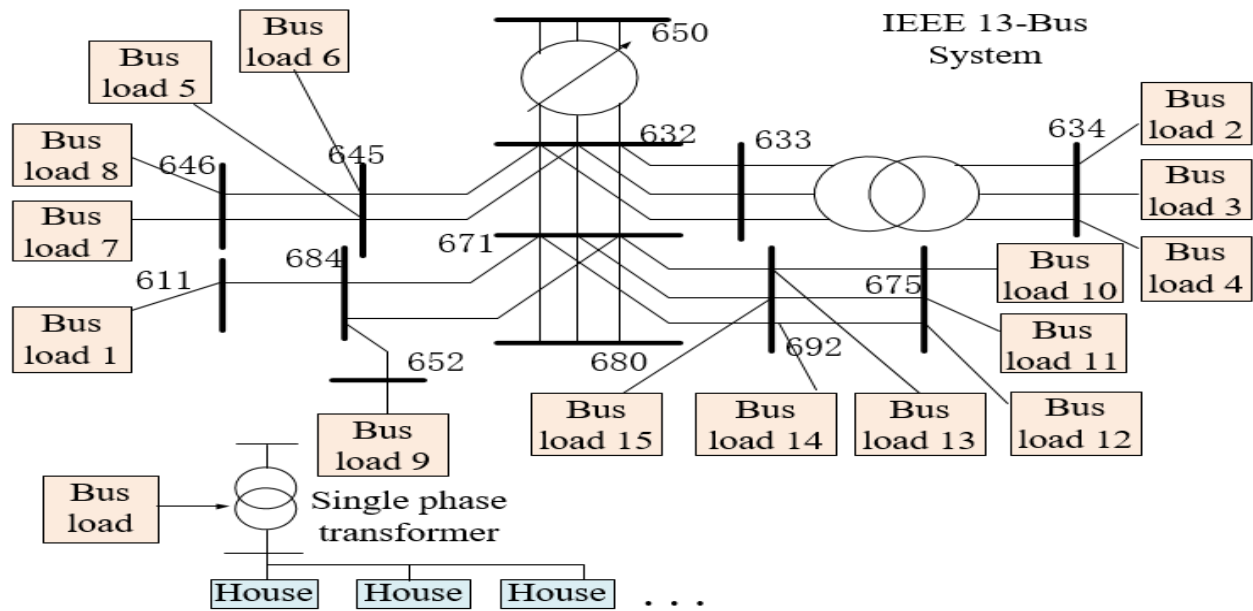 IEEE 13-Bus
System
650
Bus
load 6
Bus
load 5
Bus
load 8
Bus
load 7
646
645
632
633
634
Bus
load 2
Bus
load 3
Bus
load 4
611
684
671
675
Bus
load 1
Bus
load 10
Bus
load 11
652
680
692
Bus
load 9
Bus
load 15
Bus
load 14
Bus
load 13
Bus
load 12
Bus
load
Single phase
transformer
House
House
House
. . .